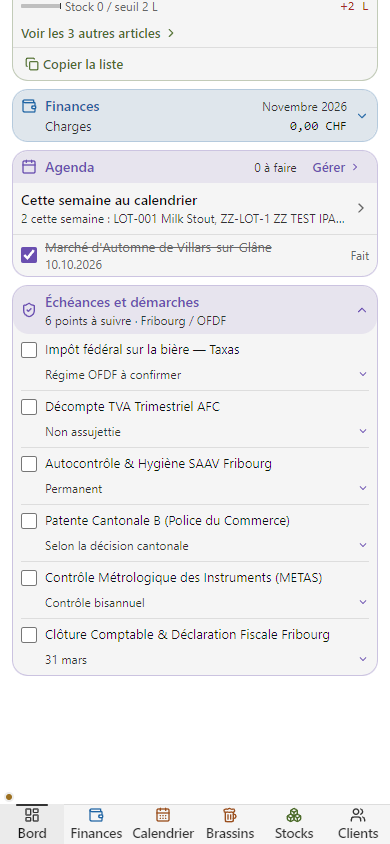 Stock 0 / seuil 2 L
+2 L
Voir les 3 autres articles
Copier la liste
Finances
Novembre 2026
Charges
0,00 CHF
Agenda
0 à faire
Gérer
Cette semaine au calendrier
2 cette semaine : LOT-001 Milk Stout, ZZ-LOT-1 ZZ TEST IPA...
Marché d'Automne de Villars-sur-Glâne
10.10.2026
Fait
Échéances et démarches
6 points à suivre · Fribourg / OFDF
Impôt fédéral sur la bière — Taxas
Régime OFDF à confirmer
Décompte TVA Trimestriel AFC
Non assujettie
Autocontrôle & Hygiène SAAV Fribourg
Permanent
Patente Cantonale B (Police du Commerce)
Selon la décision cantonale
Contrôle Métrologique des Instruments (METAS)
Contrôle bisannuel
Clôture Comptable & Déclaration Fiscale Fribourg
31 mars
Bord
Finances
Calendrier
Brassins
Stocks
Clients